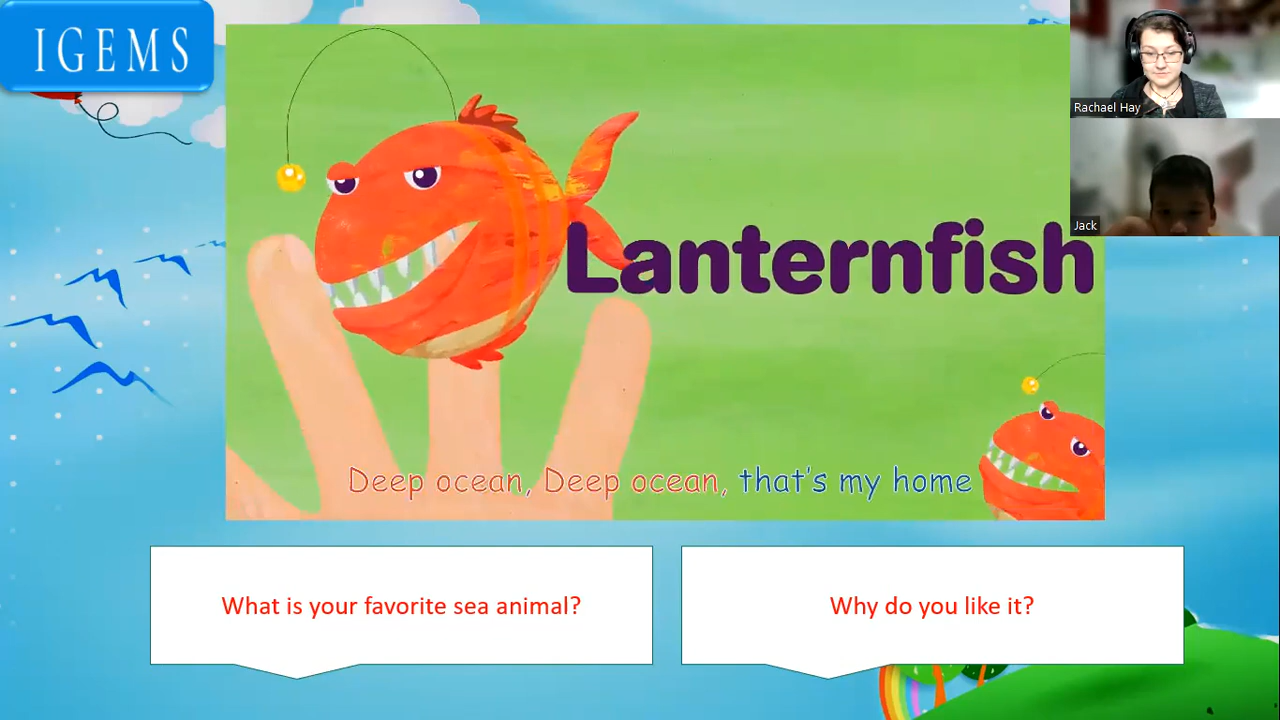 IGEMS
Rachael Hay
Jack
Lanternfish
Deep ocean, Deep ocean, that's my home
What is your favorite sea animal?
Why do you like it?